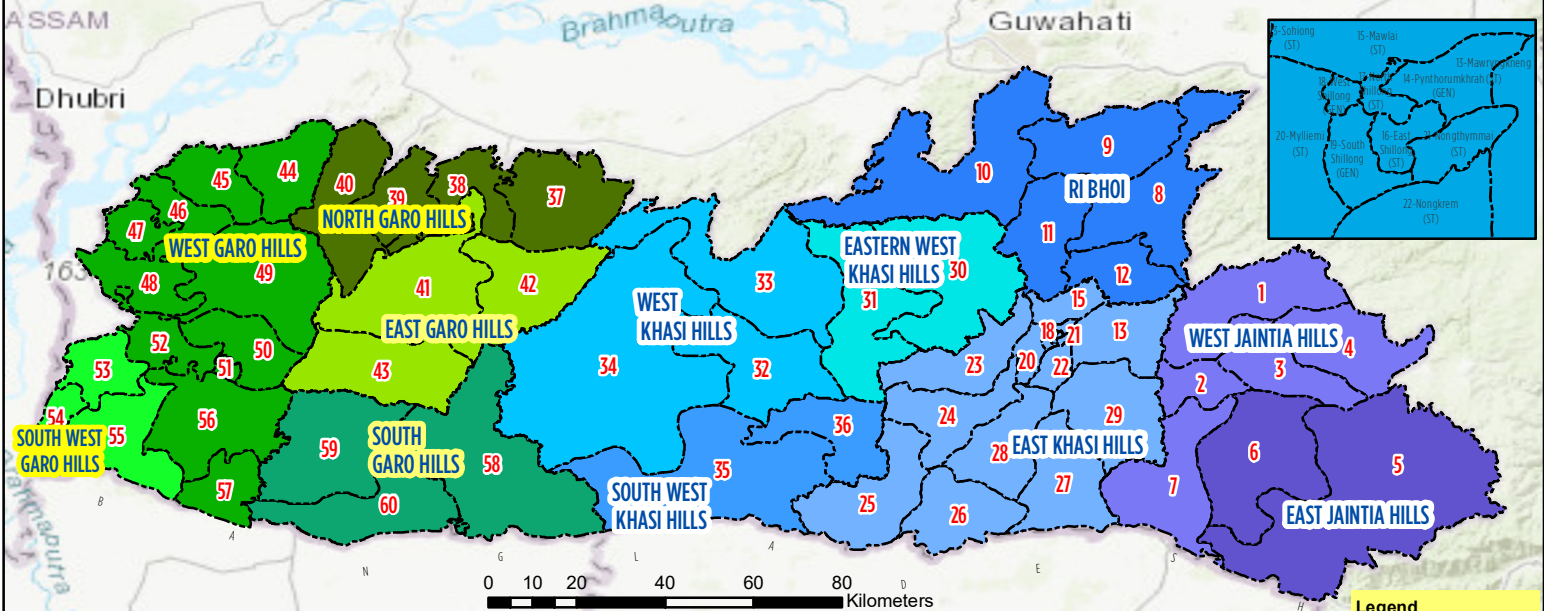 ASSAM
Brahma
putra
Guwahati
Dhubri
15-Mawlai
(ST)
13-Mawryngkneng
14-Pynthorumkhrah
(GEN)
20-Mylliem
(ST)
19-South
Shillong
(GEN)
16-East
Shillong
(ST)
22-Nongkrem
(ST)
45
44
40
39
38
37
NORTH GARO HILLS
46
47
WEST GARO HILLS
49
48
41
42
EAST GARO HILLS
43
52
51
50
53
54
55
SOUTH WEST
GARO HILLS
56
57
59
SOUTH
GARO HILLS
58
60
10
9
RI BHOI
8
11
12
EASTERN WEST
KHASI HILLS
30
31
33
WEST
KHASI HILLS
34
32
36
35
SOUTH WEST
KHASI HILLS
15
18
21
13
20
22
23
24
29
28
EAST KHASI HILLS
27
25
26
1
WEST JAINTIA HILLS
4
3
2
7
6
5
EAST JAINTIA HILLS
163
Brahmaputra
B A N G L A D E S H
0 10 20 40 60 80
Kilometers
Legend